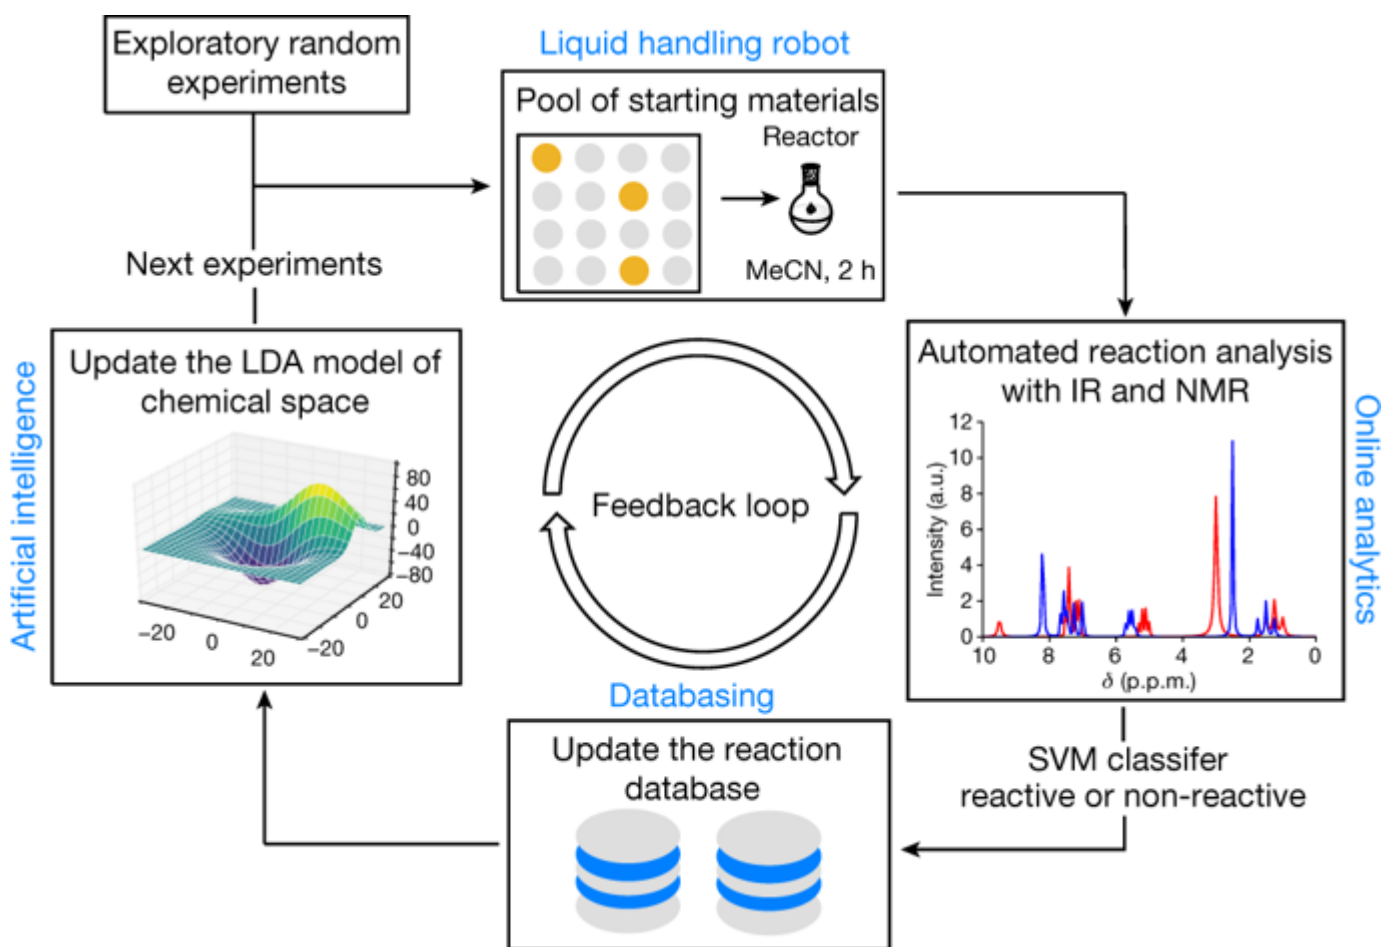 Exploratory random
experiments
Liquid handling robot
Pool of starting materials
Reactor
MeCN, 2 h
Next experiments
Artificial intelligence
Update the LDA model of
chemical space
80
40
0
−40
−80
20
0
−20
−20
0
20
Feedback loop
Automated reaction analysis
with IR and NMR
Intensity (a.u.)
12
10
8
6
4
2
0
10
8
6
4
2
0
δ (p.p.m.)
Online analytics
SVM classifer
reactive or non-reactive
Databasing
Update the reaction
database